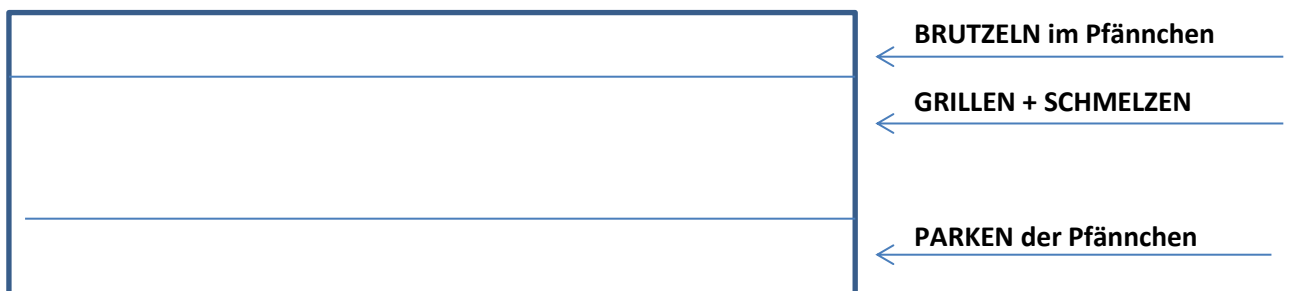 BRUTZELN im Pfännchen
GRILLEN + SCHMELZEN
PARKEN der Pfännchen